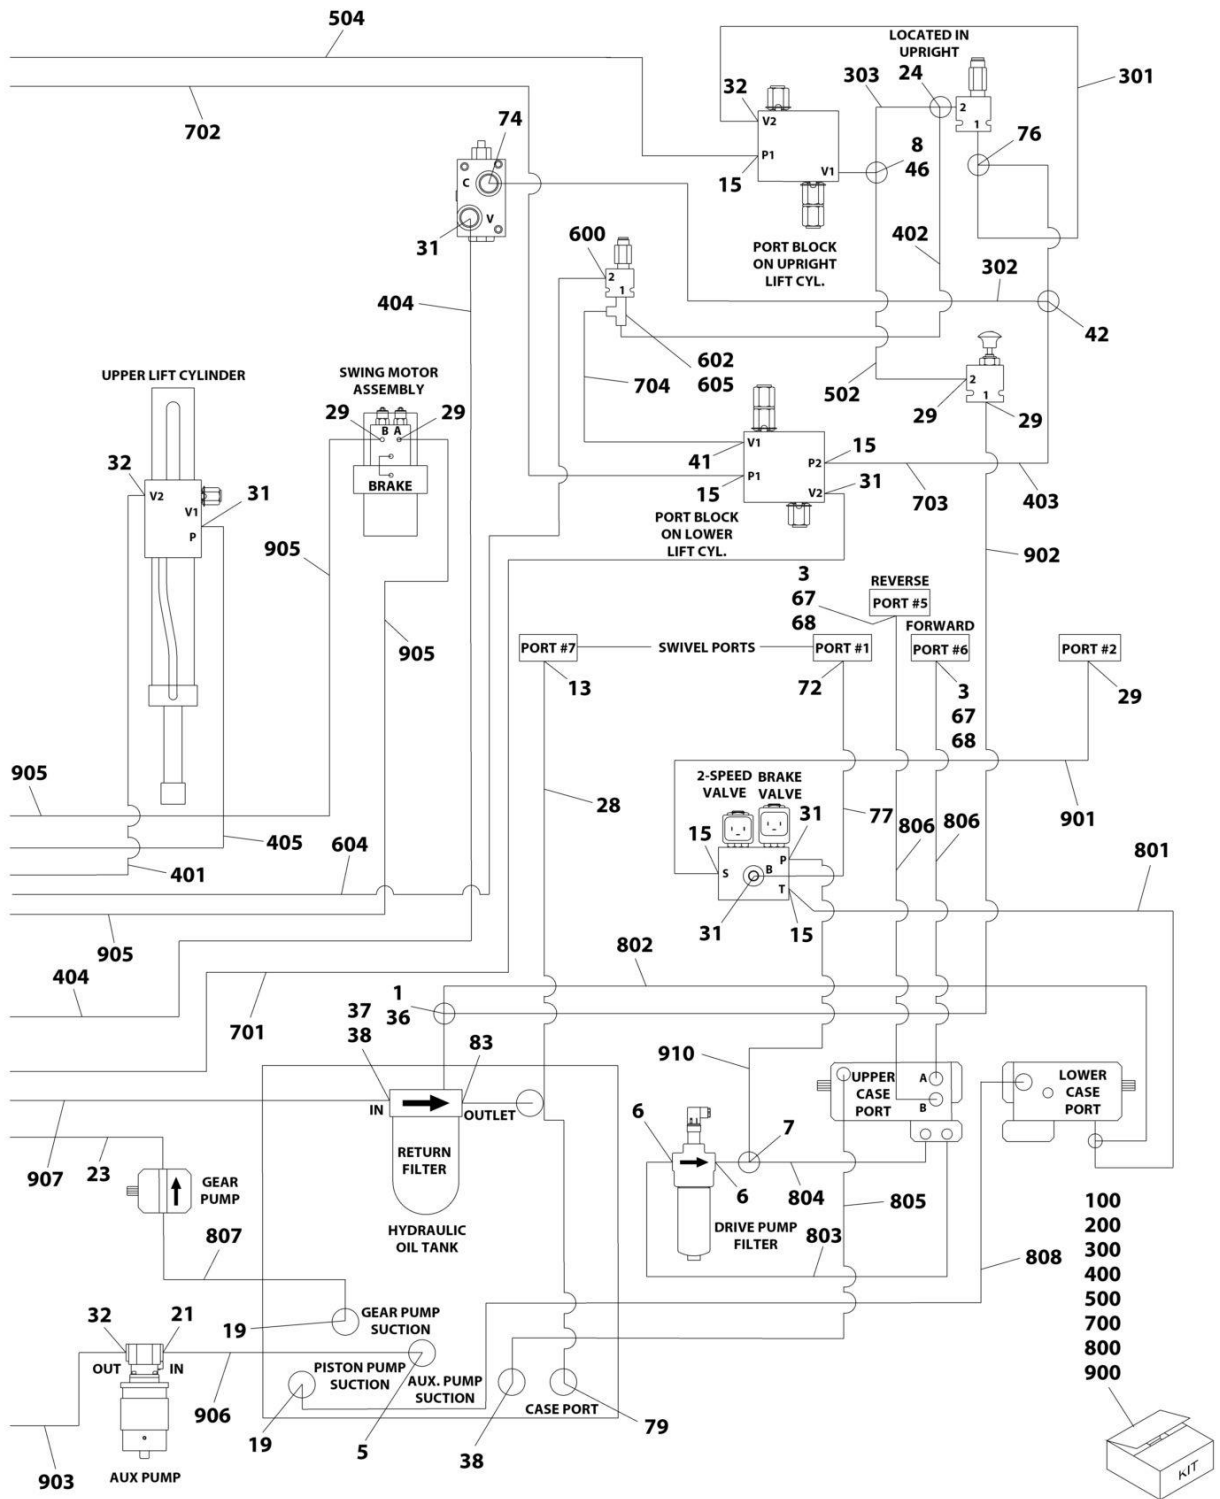 504
LOCATED IN
UPRIGHT
24
303
32
301
702
74
V2
2
1
76
P1
15
V1
8
46
C
V
31
600
2
1
PORT BLOCK
ON UPRIGHT
LIFT CYL.
402
302
404
42
602
605
704
502
2
1
29
29
UPPER LIFT CYLINDER
SWING MOTOR
ASSEMBLY
29
29
B A
BRAKE
32
V2
V1
P
31
V1
41
P1
15
P2
15
V2
31
703
403
PORT BLOCK
ON LOWER
LIFT CYL.
905
902
3
67
68
REVERSE
PORT #5
FORWARD
905
PORT #7
SWIVEL PORTS
PORT #1
PORT #6
PORT #2
13
72
3
67
68
29
905
2-SPEED
VALVE
BRAKE
VALVE
28
77
901
31
15
806
806
405
604
S
P
B
T
801
401
31
15
905
802
404
1
36
37
38
701
83
910
IN
OUTLET
UPPER
CASE
PORT
A
B
LOWER
CASE
PORT
6
7
907
23
RETURN
FILTER
6
804
805
GEAR
PUMP
HYDRAULIC
OIL TANK
DRIVE PUMP
FILTER
803
808
100
200
300
400
500
700
800
900
807
32
21
19
GEAR PUMP
SUCTION
OUT
IN
PISTON PUMP
SUCTION
AUX. PUMP
SUCTION
CASE PORT
906
19
5
38
79
903
AUX PUMP
KIT